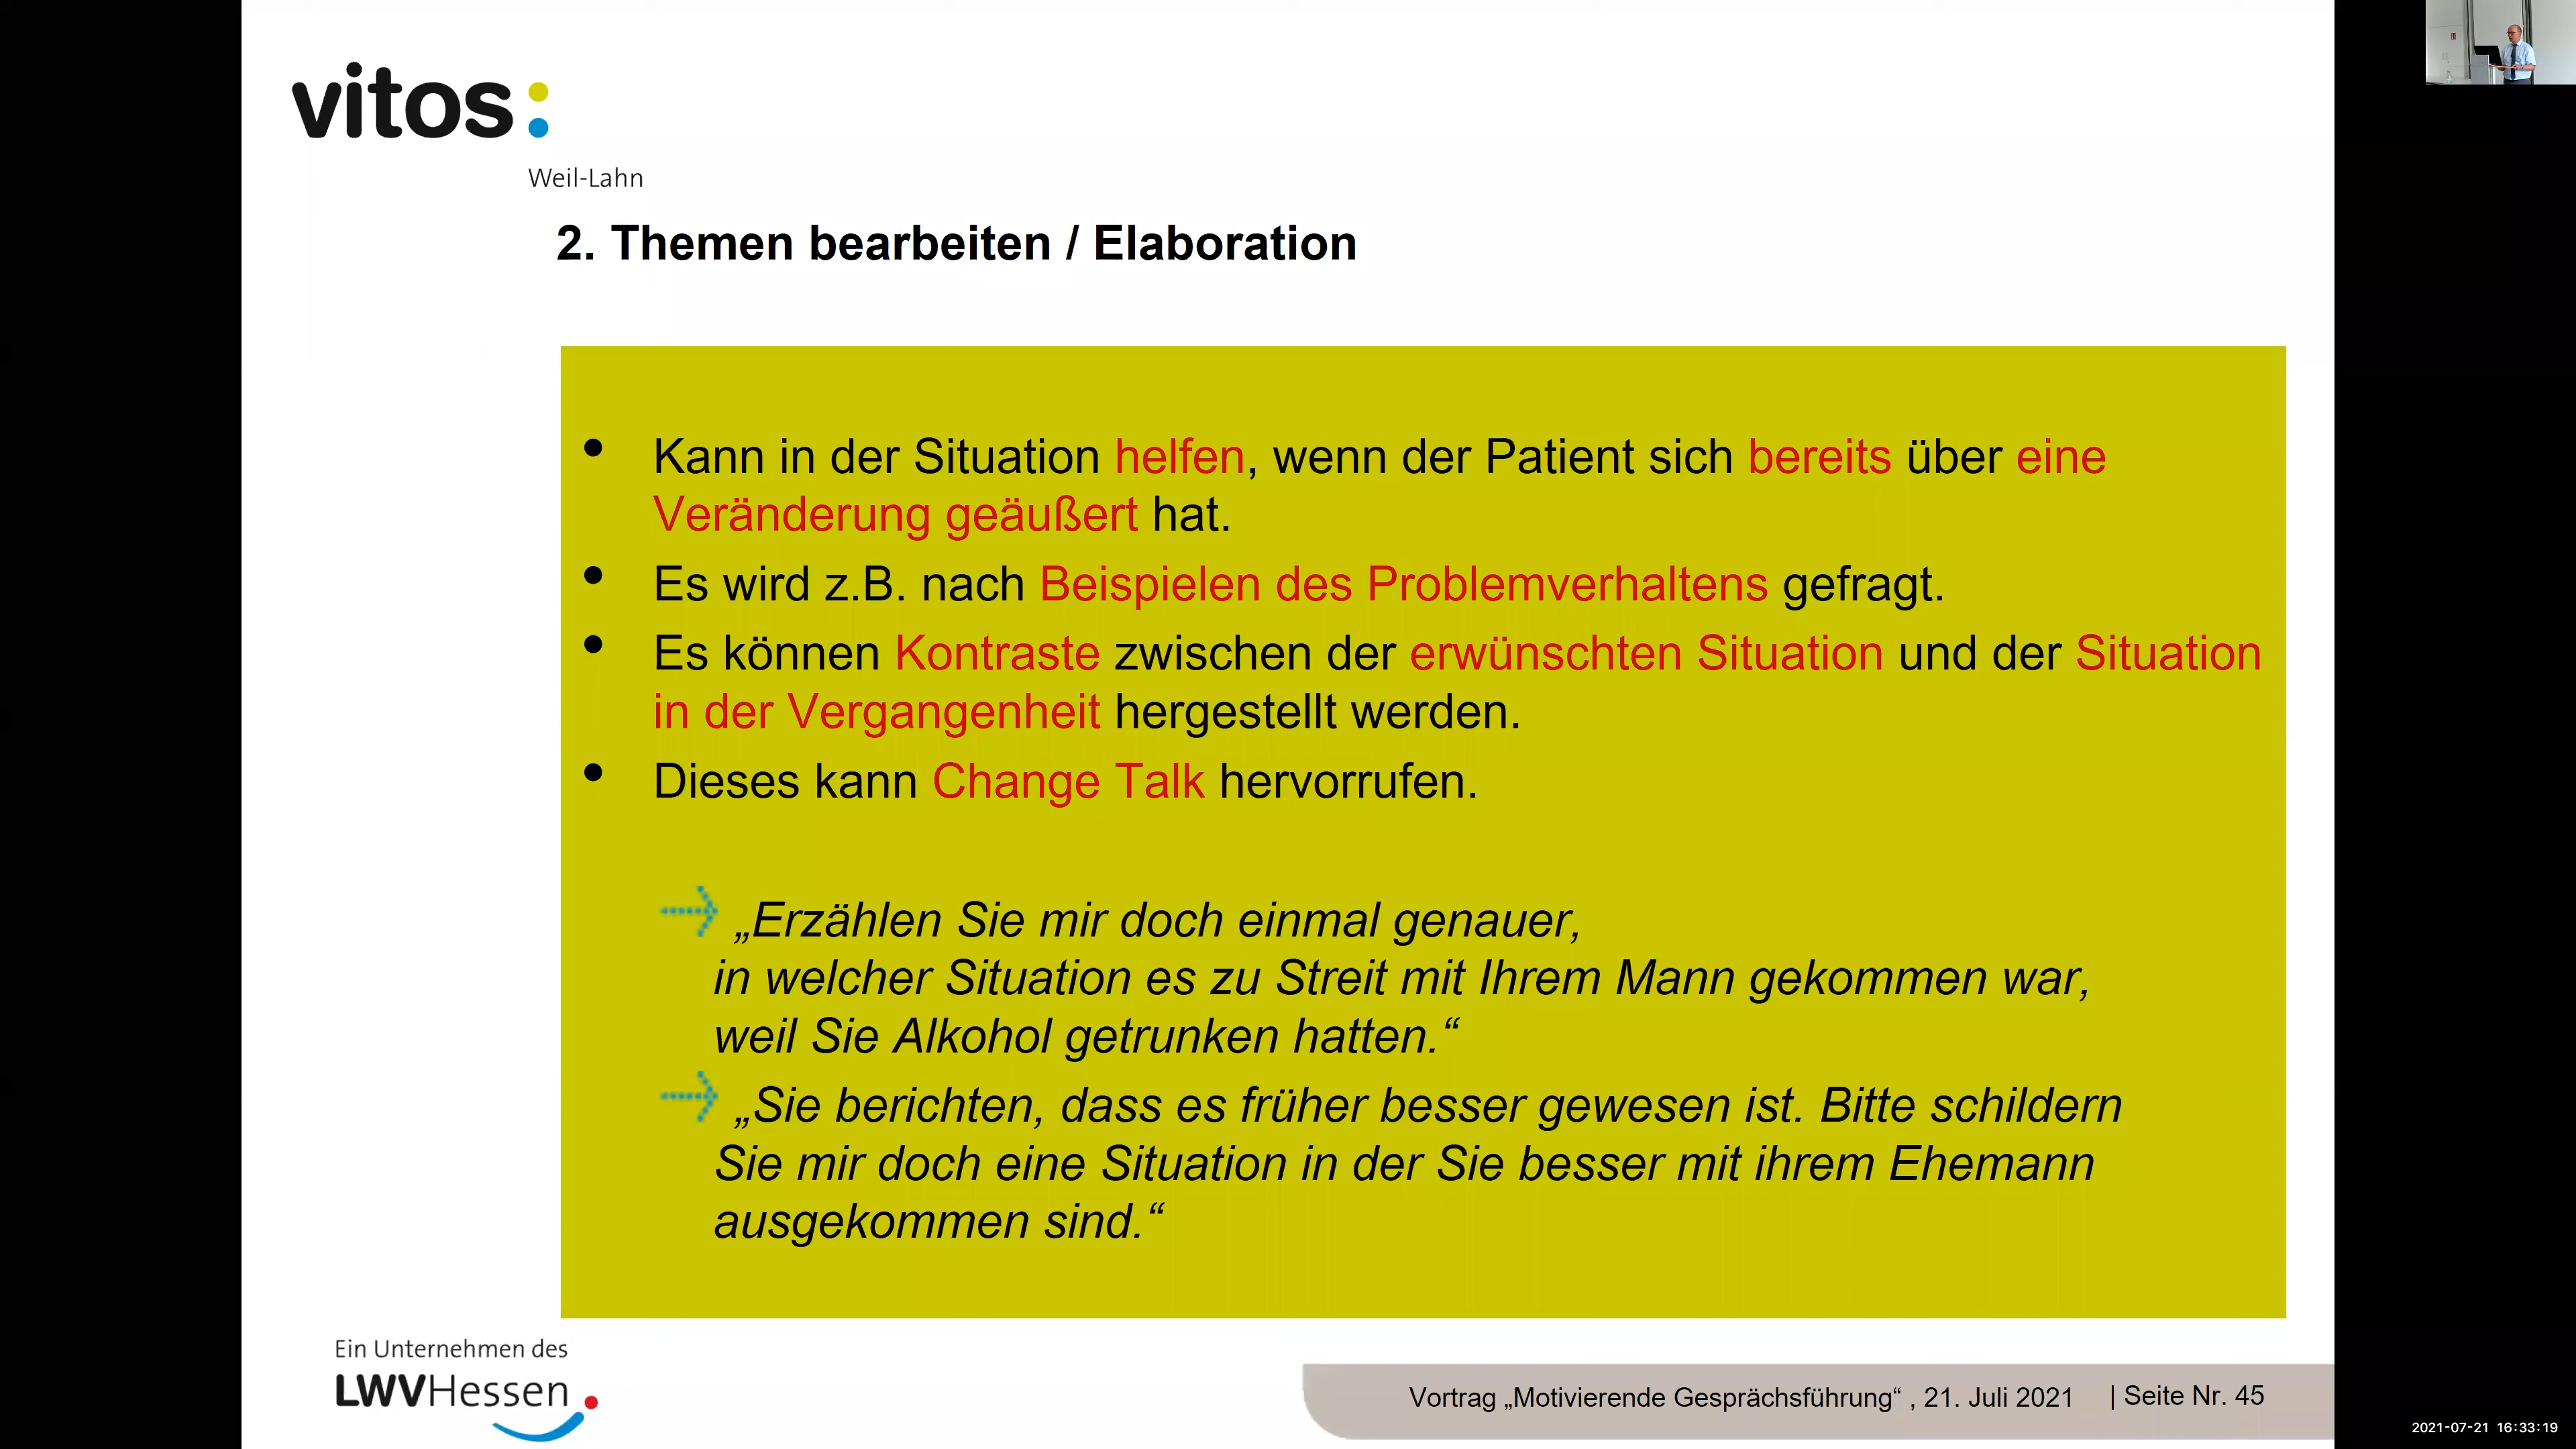 vitos:
Weil-Lahn
2. Themen bearbeiten / Elaboration
• Kann in der Situation helfen, wenn der Patient sich bereits über eine
Veränderung geäußert hat.
• Es wird z.B. nach Beispielen des Problemverhaltens gefragt.
• Es können Kontraste zwischen der erwünschten Situation und der Situation
in der Vergangenheit hergestellt werden.
• Dieses kann Change Talk hervorrufen.
„Erzählen Sie mir doch einmal genauer,
in welcher Situation es zu Streit mit Ihrem Mann gekommen war,
weil Sie Alkohol getrunken hatten.“
„Sie berichten, dass es früher besser gewesen ist. Bitte schildern
Sie mir doch eine Situation in der Sie besser mit ihrem Ehemann
ausgekommen sind.“
Ein Unternehmen des
LWVHessen
Vortrag „Motivierende Gesprächsführung“ , 21. Juli 2021 | Seite Nr. 45
2021-07-21 16:33:19